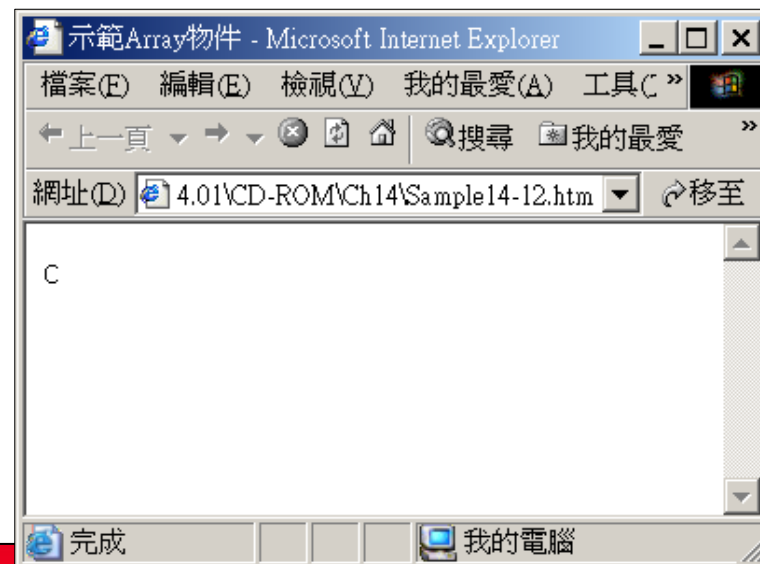 示範Array物件 - Microsoft Internet Explorer
檔案(F) 編輯(E) 檢視(V) 我的最愛(A) 工具( »
上一頁 搜尋 我的最愛 »
網址(D) 4.01\CD-ROM\Ch14\Sample14-12.htm 移至
C
完成 我的電腦